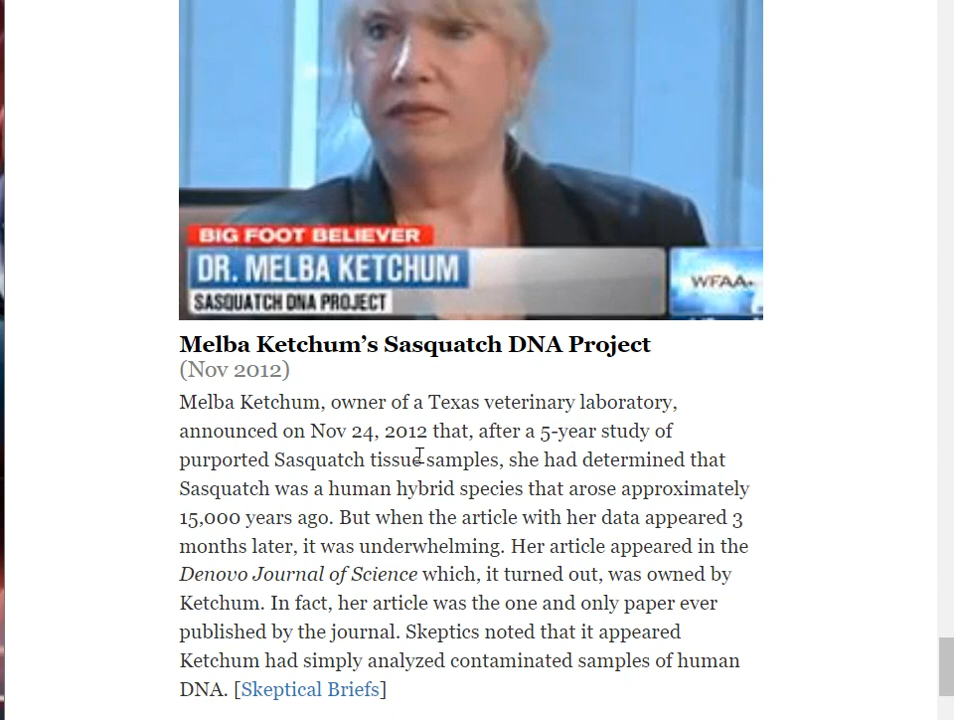 BIG FOOT BELIEVER
DR. MELBA KETCHUM
SASQUATCH DNA PROJECT
WFAA.
Melba Ketchum’s Sasquatch DNA Project
(Nov 2012)
Melba Ketchum, owner of a Texas veterinary laboratory,
announced on Nov 24, 2012 that, after a 5-year study of
purported Sasquatch tissue samples, she had determined that
Sasquatch was a human hybrid species that arose approximately
15,000 years ago. But when the article with her data appeared 3
months later, it was underwhelming. Her article appeared in the
Denovo Journal of Science which, it turned out, was owned by
Ketchum. In fact, her article was the one and only paper ever
published by the journal. Skeptics noted that it appeared
Ketchum had simply analyzed contaminated samples of human
DNA. [Skeptical Briefs]